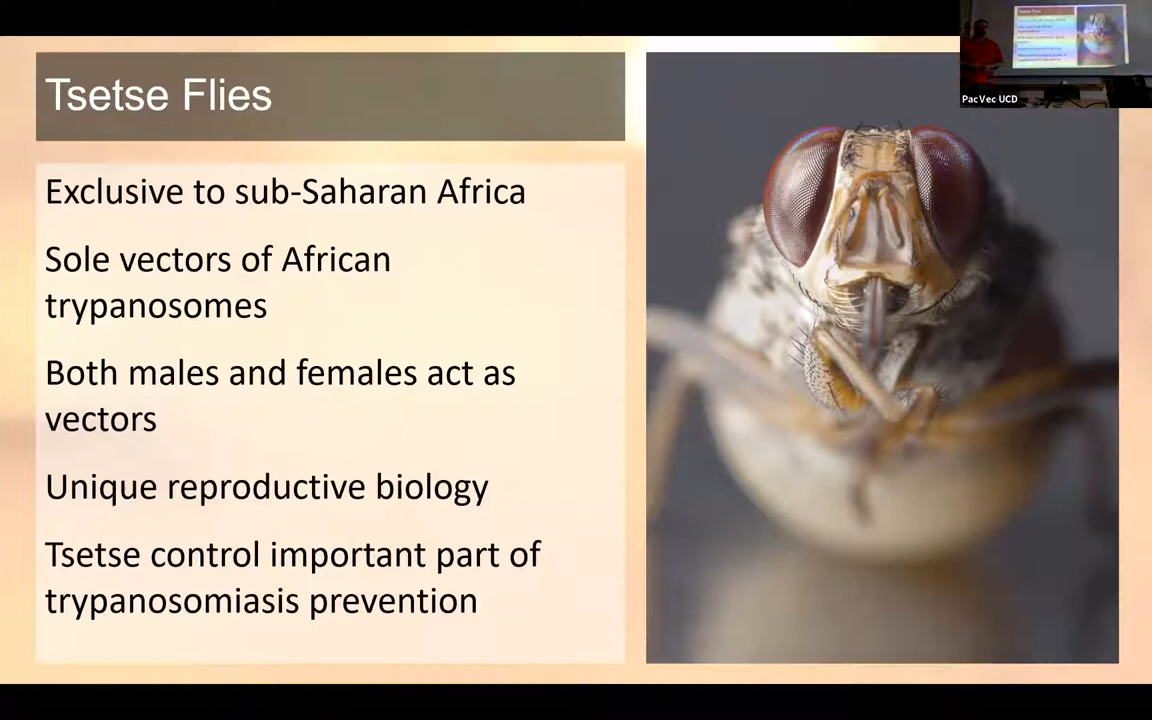 Tsetse Flies
Exclusive to sub-Saharan Africa
Sole vectors of African
trypanosomes
Both males and females act as
vectors
Unique reproductive biology
Tsetse control important part of
trypanosomiasis prevention
PacVec UCD